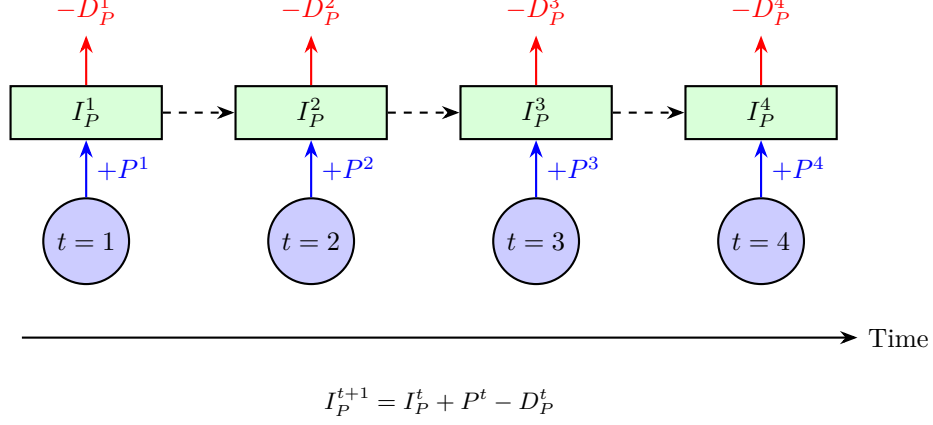 $-D_P^1$ $-D_P^2$ $-D_P^3$ $-D_P^4$
$I_P^1$ $I_P^2$ $I_P^3$ $I_P^4$
$+P^1$ $+P^2$ $+P^3$ $+P^4$
$t = 1$ $t = 2$ $t = 3$ $t = 4$
Time
$I_P^{t+1} = I_P^t + P^t - D_P^t$